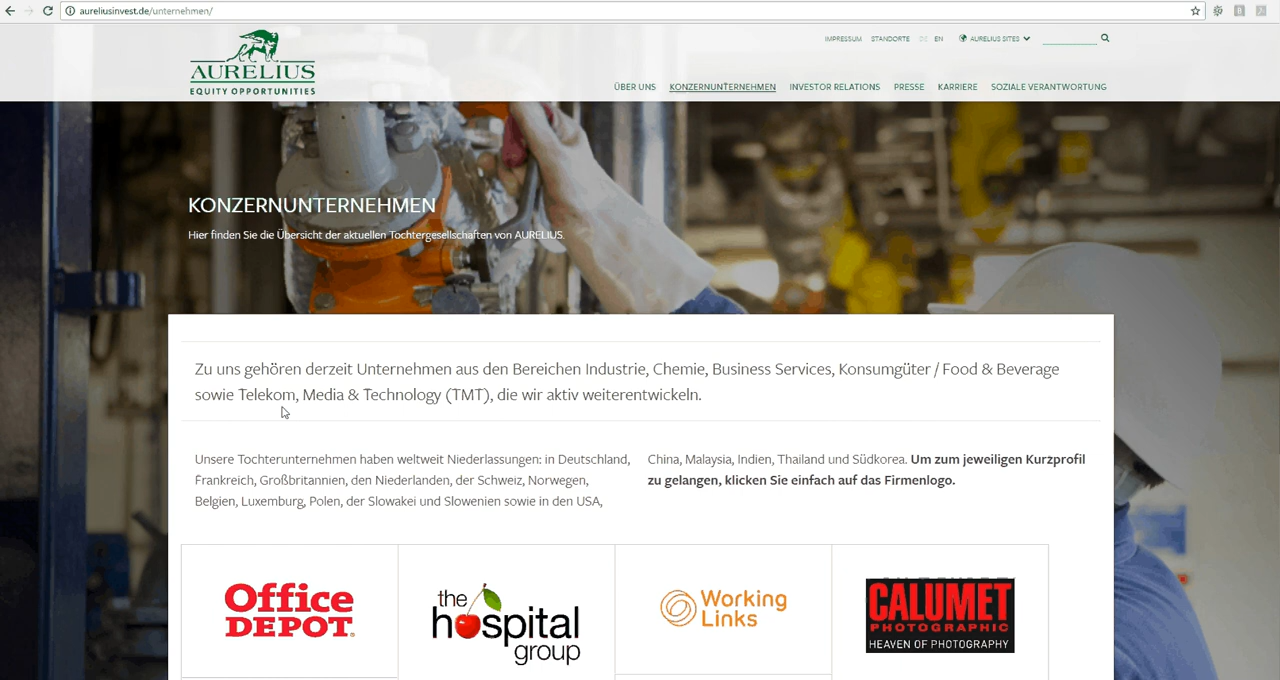 aureliusinvest.de/unternehmen/
IMPRESSUM STANDORTE DE EN AURELIUS SITES
AURELIUS
EQUITY OPPORTUNITIES
ÜBER UNS KONZERNUNTERNEHMEN INVESTOR RELATIONS PRESSE KARRIERE SOZIALE VERANTWORTUNG
KONZERNUNTERNEHMEN
Hier finden Sie die Übersicht der aktuellen Tochtergesellschaften von AURELIUS.
Zu uns gehören derzeit Unternehmen aus den Bereichen Industrie, Chemie, Business Services, Konsumgüter / Food & Beverage
sowie Telekom, Media & Technology (TMT), die wir aktiv weiterentwickeln.
Unsere Tochterunternehmen haben weltweit Niederlassungen: in Deutschland,
Frankreich, Großbritannien, den Niederlanden, der Schweiz, Norwegen,
Belgien, Luxemburg, Polen, der Slowakei und Slowenien sowie in den USA,
China, Malaysia, Indien, Thailand und Südkorea. Um zum jeweiligen Kurzprofil
zu gelangen, klicken Sie einfach auf das Firmenlogo.
Office
DEPOT.
the
hospital
group
Working
Links
CALUMET
PHOTOGRAPHIC
HEAVEN OF PHOTOGRAPHY